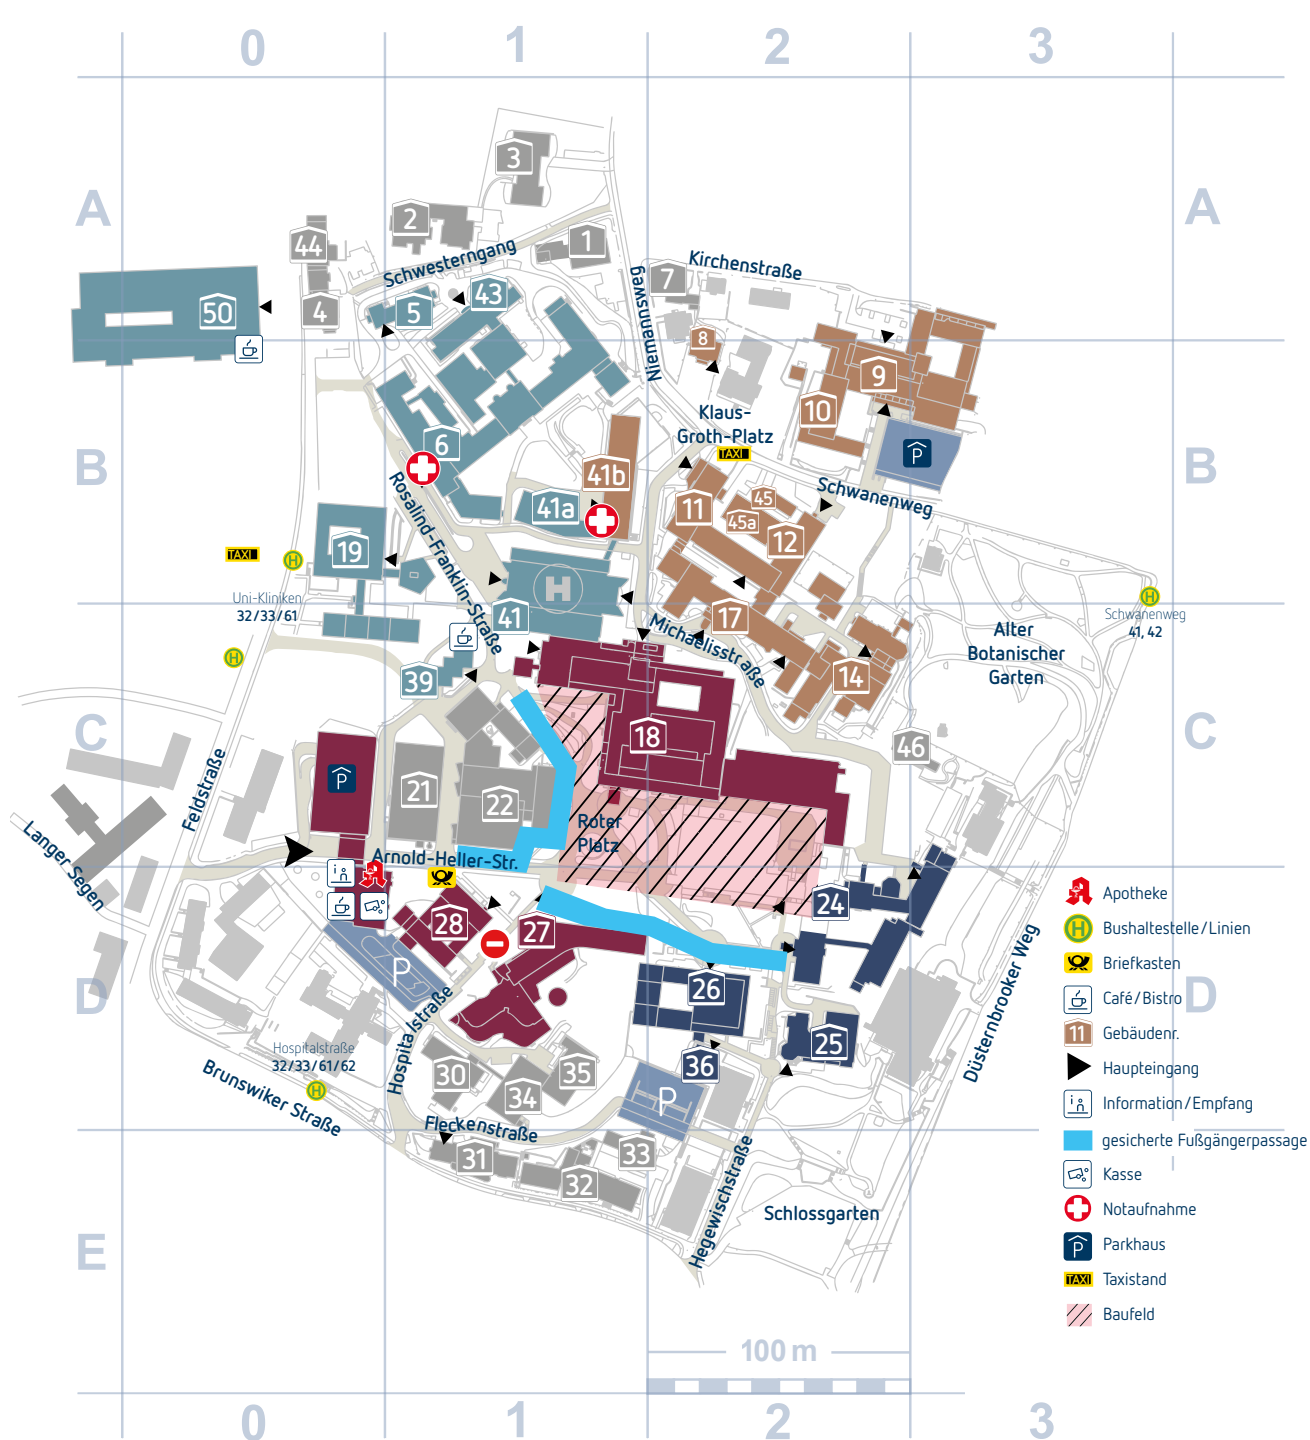 0
1
2
3
A
A
3
2
44
1
Schwesterngang
Kirchenstraße
7
Niemannsweg
50
4
5
43
8
9
10
Klaus-
Groth-Platz
TAXI
P
6
B
B
41b
Schwanenweg
Rosalind-Franklin-Straße
41a
11
45
45a
12
19
TAXI
H
Uni-Kliniken
32/33/61
H
H
Schwanenweg
41, 42
41
17
Michaelisstraße
Alter
Botanischer
Garten
H
39
14
C
C
18
46
P
21
22
Feldstraße
Roter
Platz
Langer Segen
Arnold-Heller-Str.
28
27
24
P
Düsternbrooker Weg
D
D
26
25
Hospitalstraße
Hospitalstraße
32/33/61/62
H
36
30
35
34
P
Brunswiker Straße
Fleckenstraße
31
33
32
Hegewischstraße
Schlossgarten
E
Apotheke
H
Bushaltestelle/Linien
Briefkasten
Café/Bistro
11
Gebäudenr.
Haupteingang
i
Information/Empfang
gesicherte Fußgängerpassage
Kasse
Notaufnahme
P
Parkhaus
TAXI
Taxistand
Baufeld
100 m
0
1
2
3